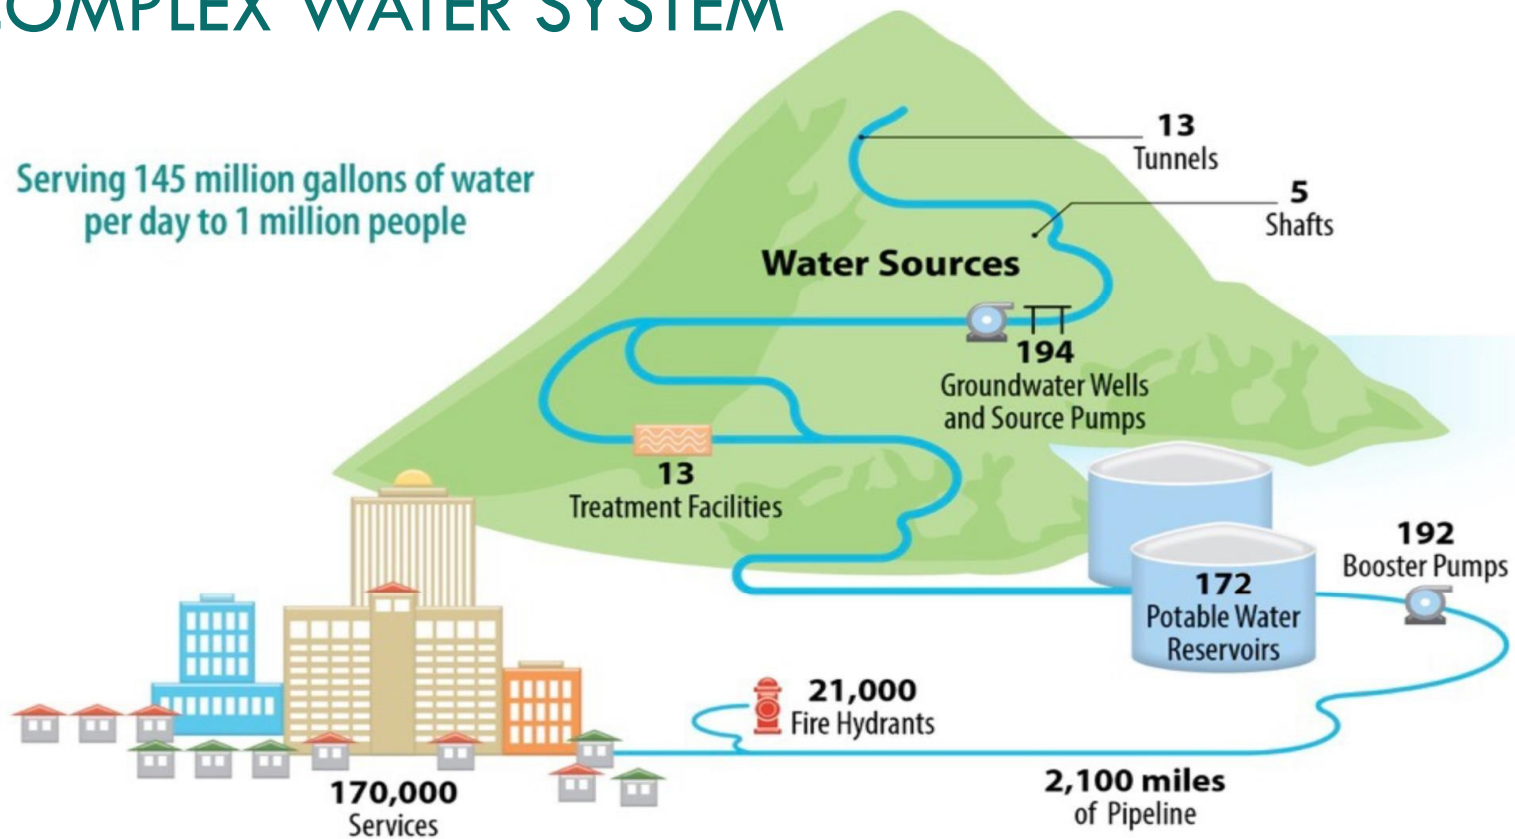 COMPLEX WATER SYSTEM
Serving 145 million gallons of water
per day to 1 million people
13
Tunnels
5
Shafts
Water Sources
194
Groundwater Wells
and Source Pumps
13
Treatment Facilities
192
Booster Pumps
172
Potable Water
Reservoirs
21,000
Fire Hydrants
2,100 miles
of Pipeline
170,000
Services